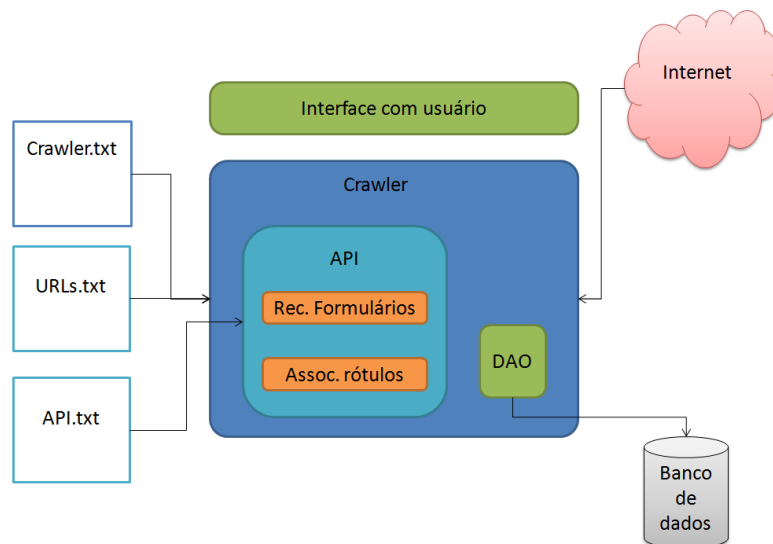 Internet
Interface com usuário
Crawler.txt
Crawler
URLs.txt
API
Rec. Formulários
Assoc. rótulos
DAO
API.txt
Banco
de
dados